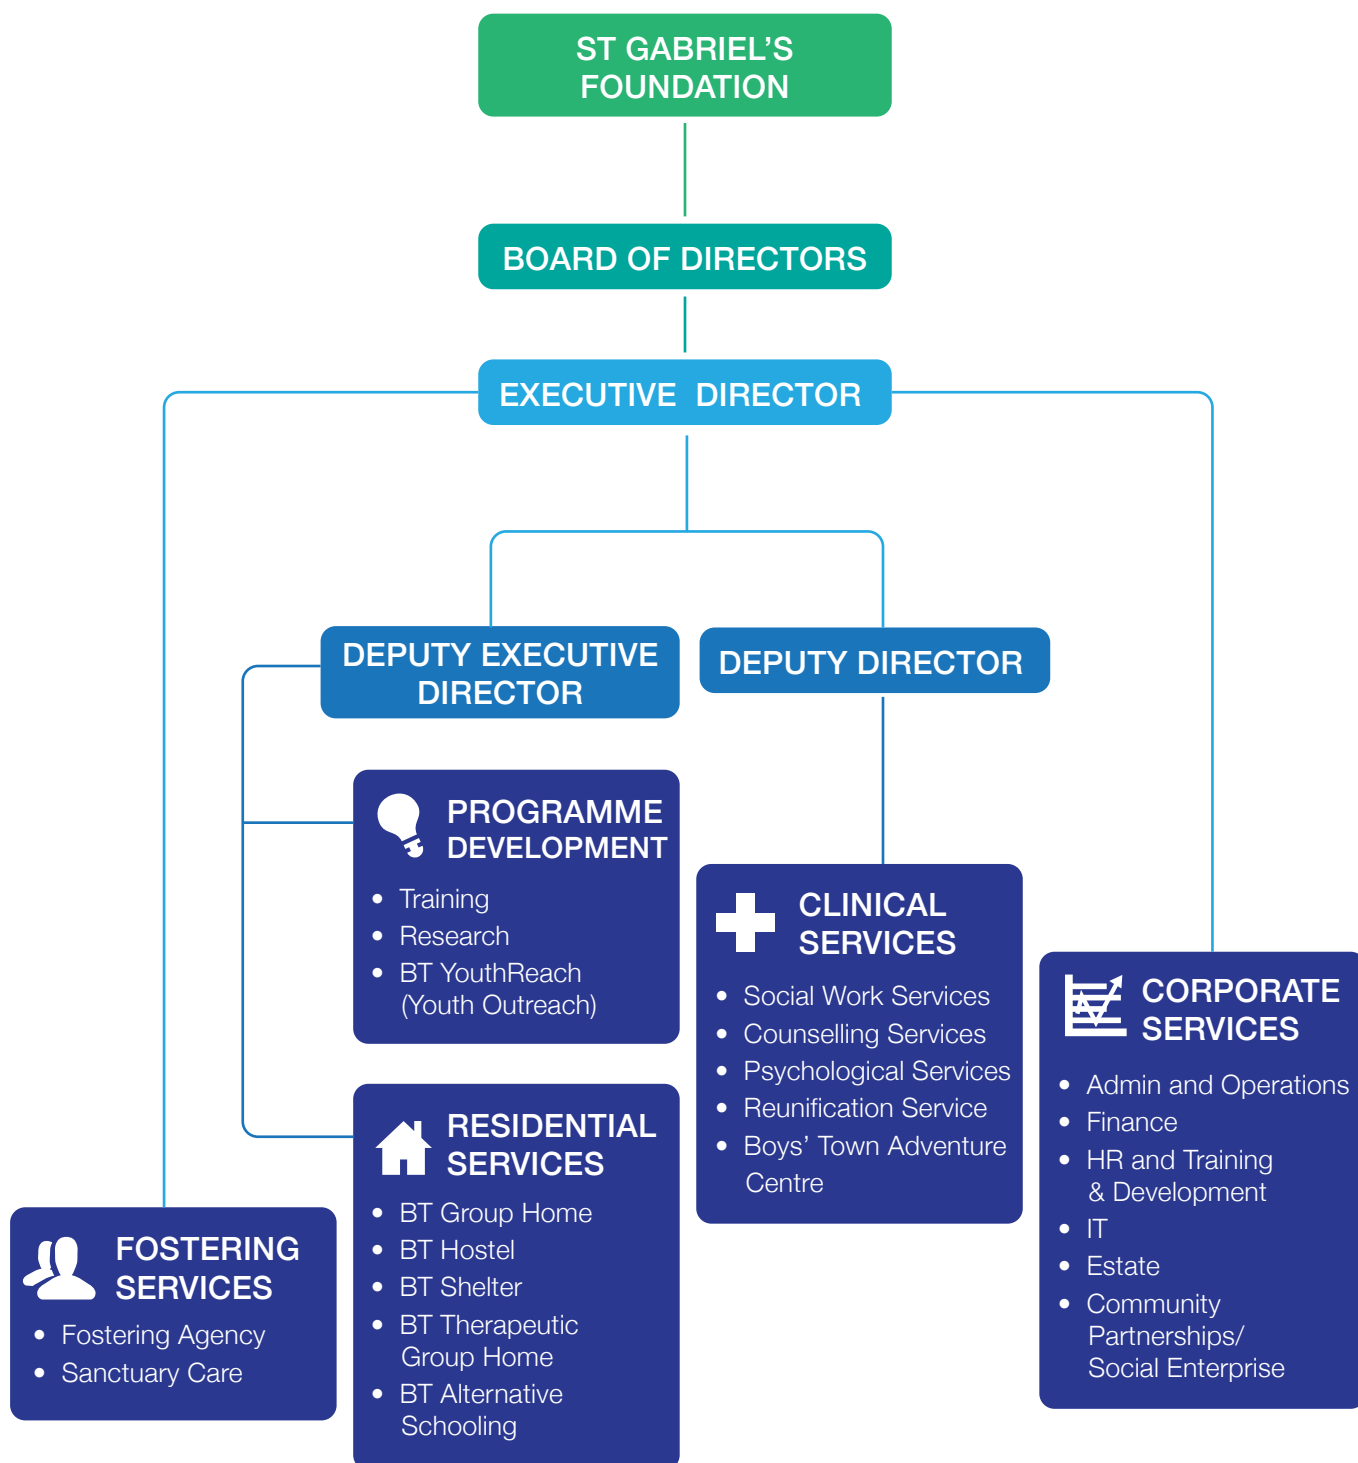 ST GABRIEL'S
FOUNDATION
BOARD OF DIRECTORS
EXECUTIVE DIRECTOR
DEPUTY EXECUTIVE
DIRECTOR
DEPUTY DIRECTOR
PROGRAMME
DEVELOPMENT
• Training
• Research
• BT YouthReach
(Youth Outreach)
RESIDENTIAL
SERVICES
• BT Group Home
• BT Hostel
• BT Shelter
• BT Therapeutic
Group Home
• BT Alternative
Schooling
CLINICAL
SERVICES
• Social Work Services
• Counselling Services
• Psychological Services
• Reunification Service
• Boys' Town Adventure
Centre
CORPORATE
SERVICES
• Admin and Operations
• Finance
• HR and Training
& Development
• IT
• Estate
• Community
Partnerships/
Social Enterprise
FOSTERING
SERVICES
• Fostering Agency
• Sanctuary Care